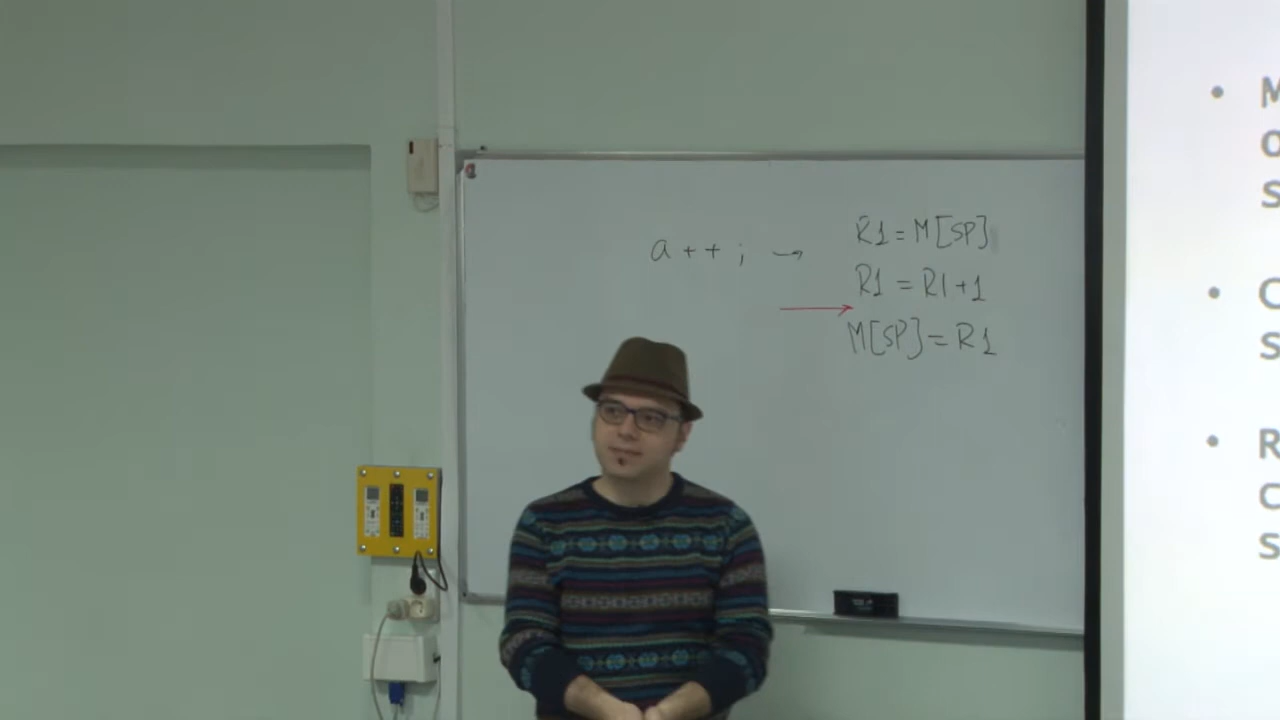 a++; →
R1 = M[SP]
R1 = R1+1
M[SP] = R1
• M
o
s
• C
s
• R
C
s